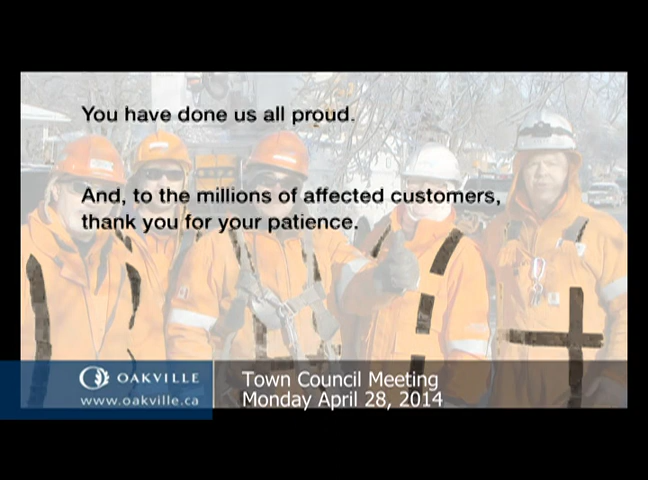 You have done us all proud.
And, to the millions of affected customers,
thank you for your patience.
OAKVILLE
www.oakville.ca
Town Council Meeting
Monday April 28, 2014